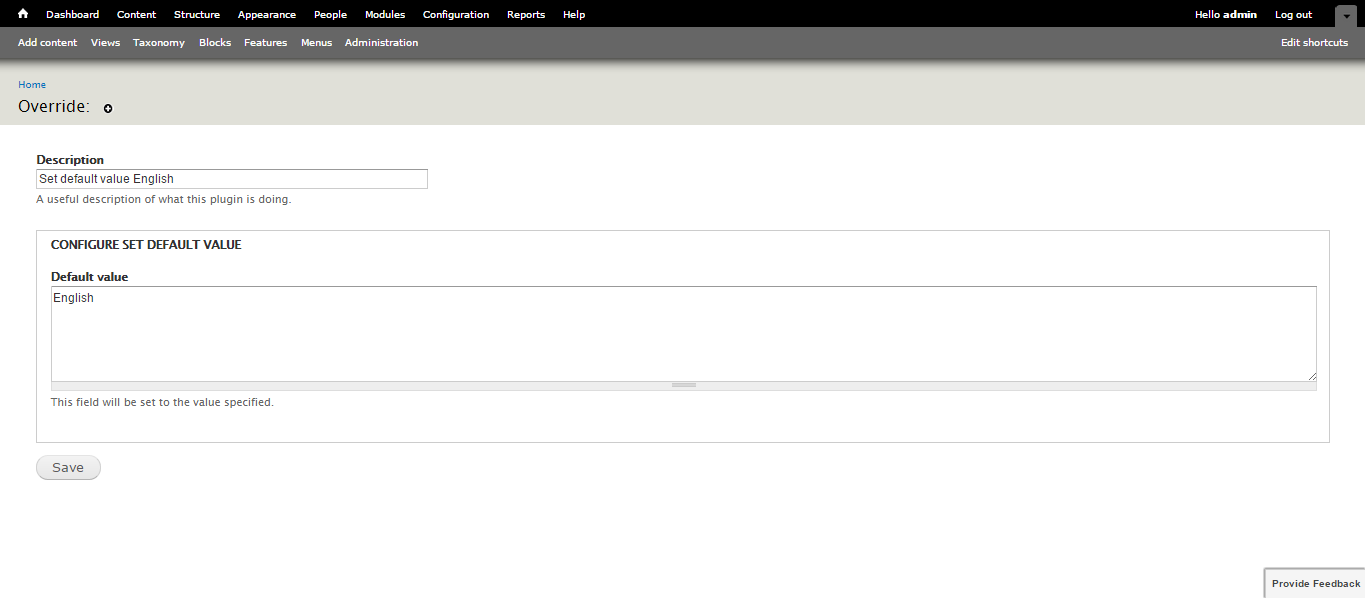 Dashboard Content Structure Appearance People Modules Configuration Reports Help Hello admin Log out
Add content Views Taxonomy Blocks Features Menus Administration Edit shortcuts
Home
Override:
Description
Set default value English
A useful description of what this plugin is doing.
CONFIGURE SET DEFAULT VALUE
Default value
English
This field will be set to the value specified.
Save
Provide Feedback